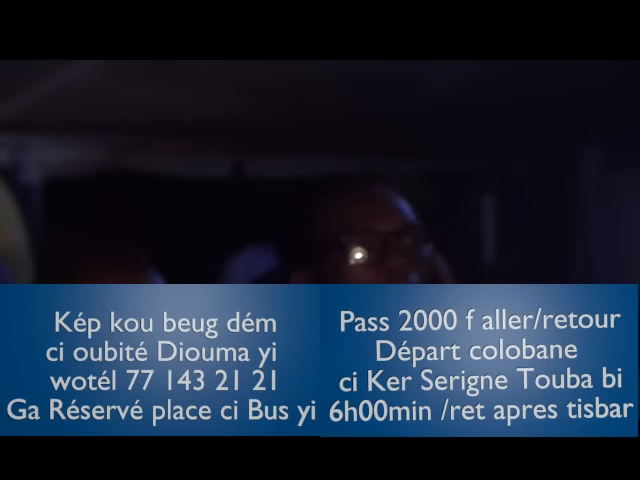 Kép kou beug dém
ci oubité Diouma yi
wotél 77 143 21 21
Ga Réservé place ci Bus yi
Pass 2000 f aller/retour
Départ colobane
ci Ker Serigne Touba bi
6h00min /ret apres tisbar